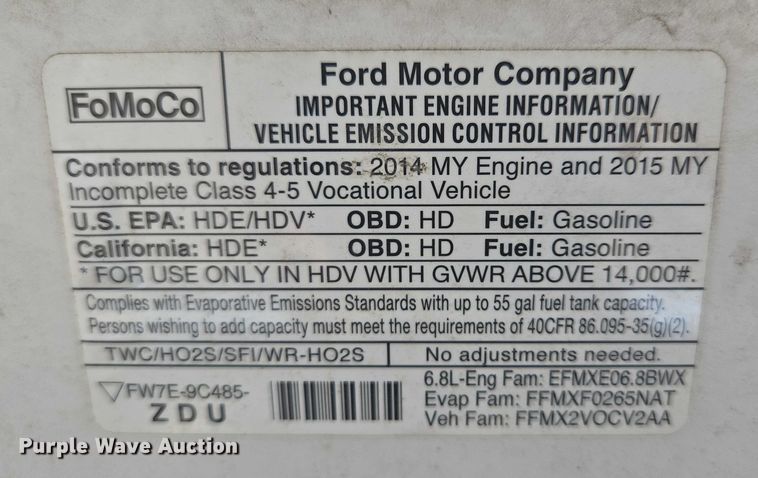 FoMoCo
Ford Motor Company
IMPORTANT ENGINE INFORMATION/
VEHICLE EMISSION CONTROL INFORMATION
Conforms to regulations: 2014 MY Engine and 2015 MY
Incomplete Class 4-5 Vocational Vehicle
U.S. EPA: HDE/HDV* OBD: HD Fuel: Gasoline
California: HDE* OBD: HD Fuel: Gasoline
* FOR USE ONLY IN HDV WITH GVWR ABOVE 14,000#.
Complies with Evaporative Emissions Standards with up to 55 gal fuel tank capacity.
Persons wishing to add capacity must meet the requirements of 40CFR 86.095-35(g)(2).
TWC/HO2S/SFI/WR-HO2S
No adjustments needed.
FW7E-9C485-
ZDU
6.8L-Eng Fam: EFMXE06.8BWX
Evap Fam: FFMXF0265NAT
Veh Fam: FFMX2VOCV2AA
Purple Wave Auction